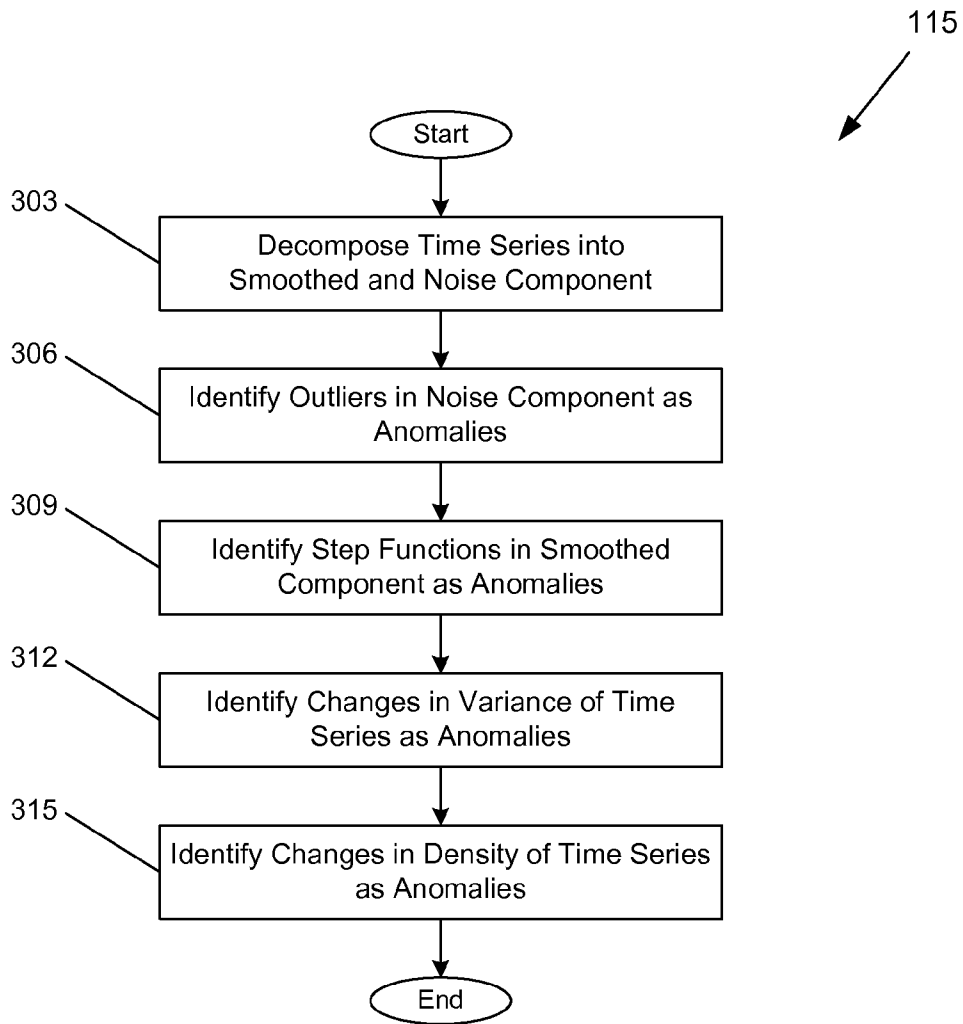 115
Start
303
Decompose Time Series into
Smoothed and Noise Component
306
Identify Outliers in Noise Component as
Anomalies
309
Identify Step Functions in Smoothed
Component as Anomalies
312
Identify Changes in Variance of Time
Series as Anomalies
315
Identify Changes in Density of Time Series
as Anomalies
End